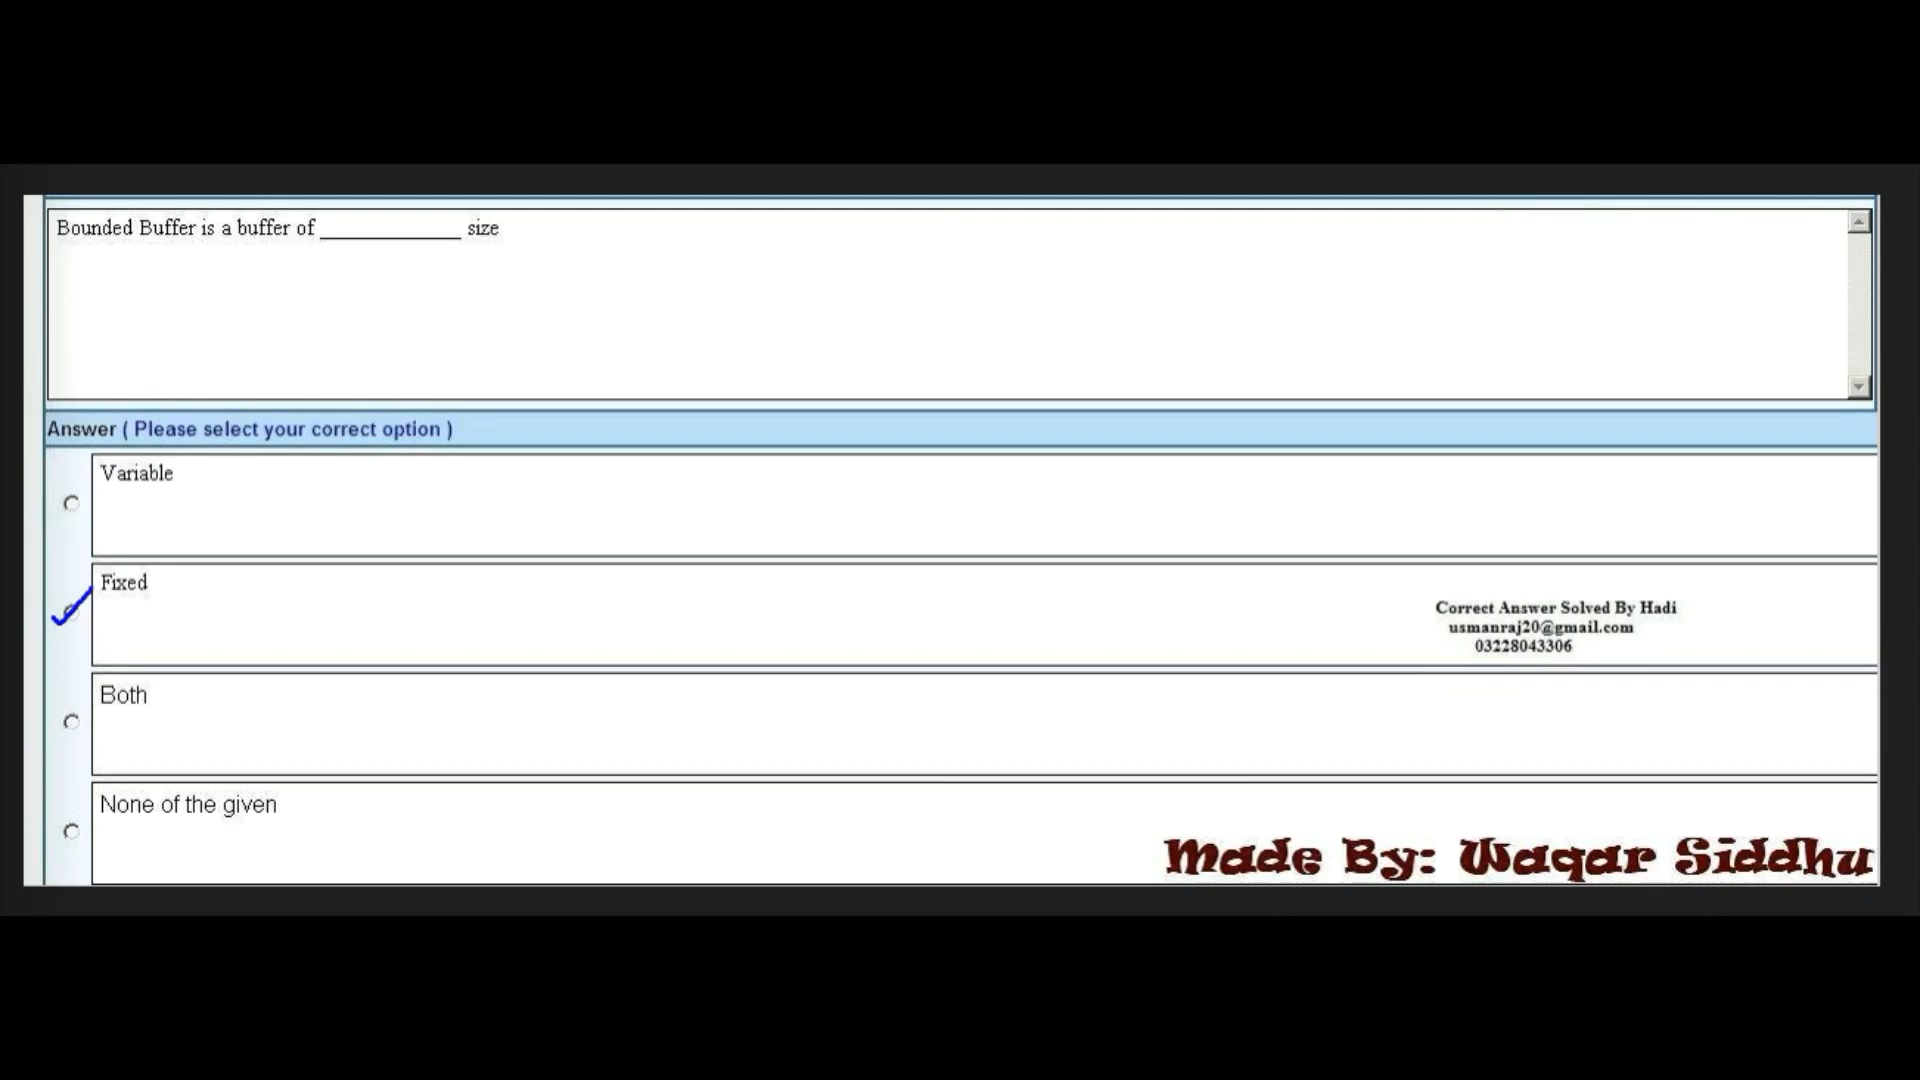 Bounded Buffer is a buffer of _____________ size
Answer ( Please select your correct option )
Variable
Fixed
Correct Answer Solved By Hadi
usmanraj20@gmail.com
03228043306
Both
None of the given
Made By: Waqar Siddhu